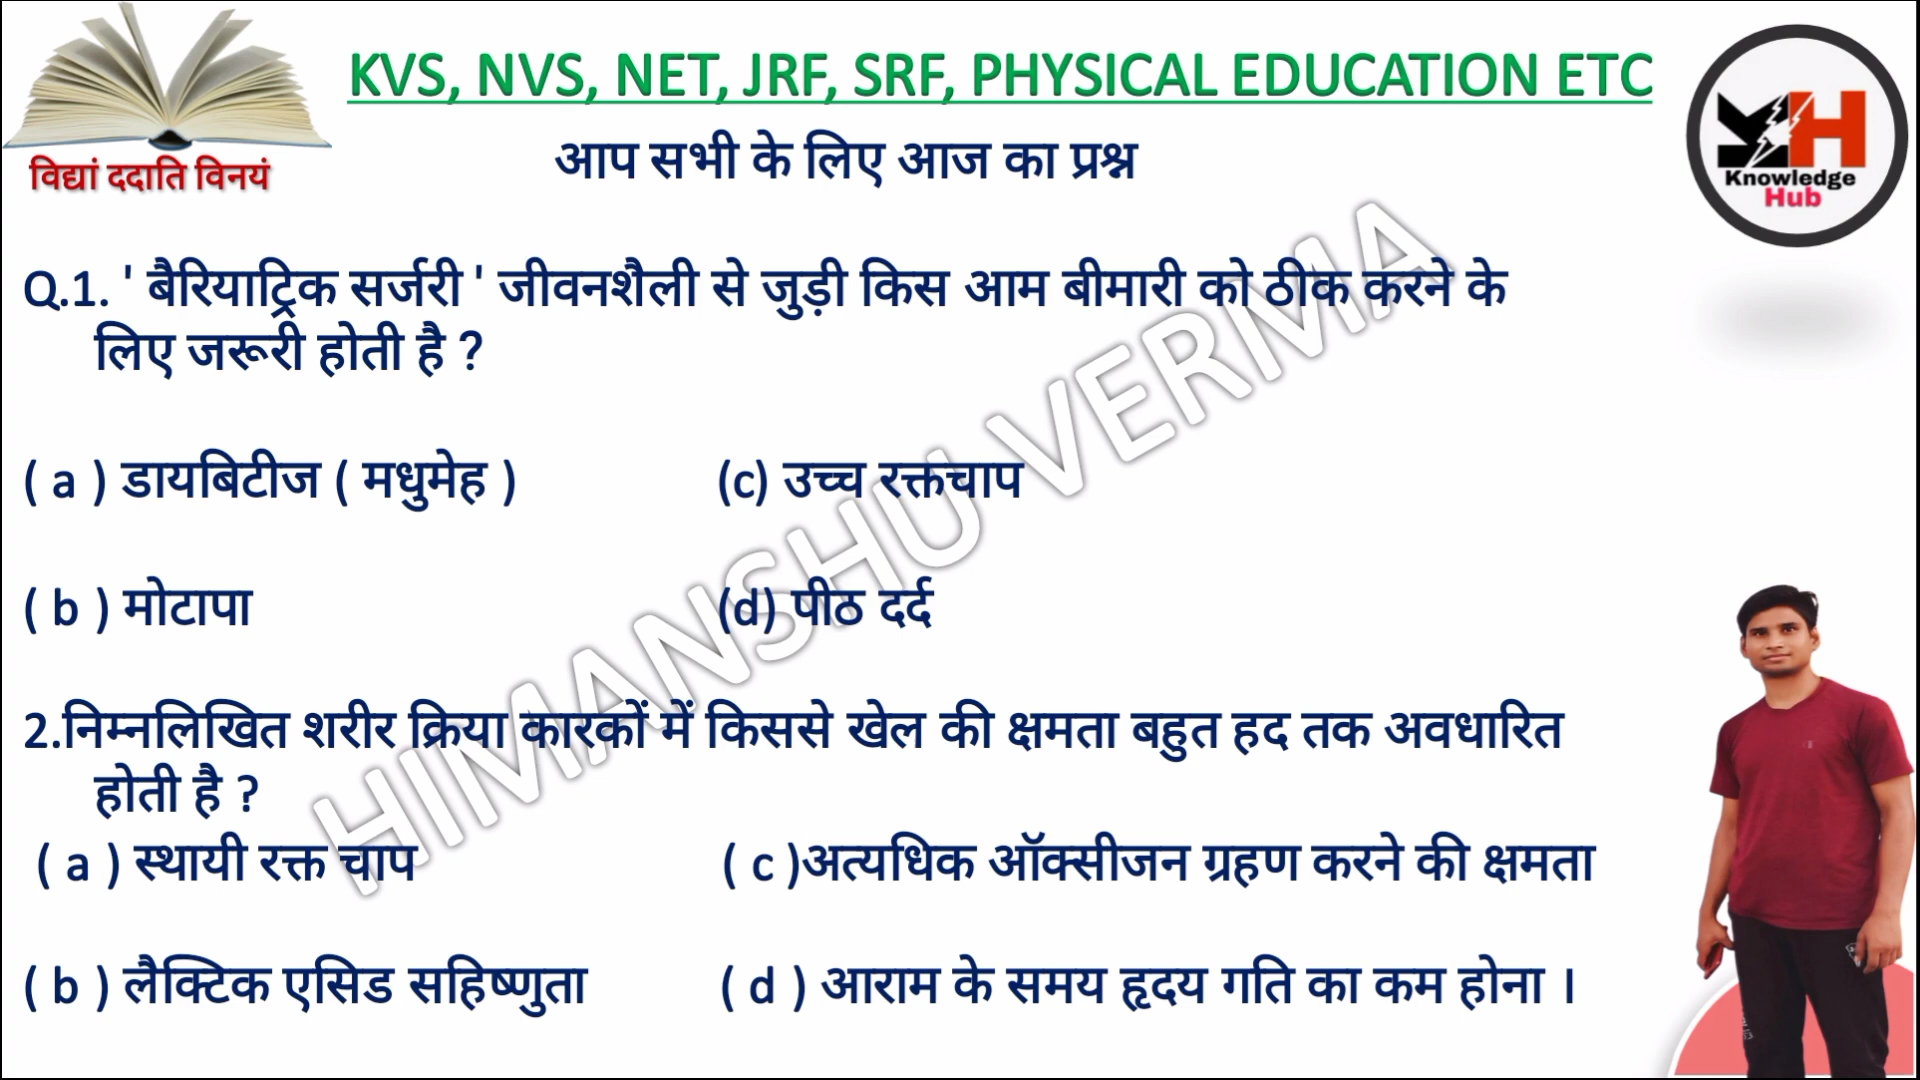 KVS, NVS, NET, JRF, SRF, PHYSICAL EDUCATION ETC
विद्यां ददाति विनयं
आप सभी के लिए आज का प्रश्न
KH
Knowledge
Hub
Q.1. ' बैरियाट्रिक सर्जरी ' जीवनशैली से जुड़ी किस आम बीमारी को ठीक करने के
लिए जरूरी होती है ?
( a ) डायबिटीज ( मधुमेह ) (c) उच्च रक्तचाप
( b ) मोटापा (d) पीठ दर्द
2.निम्नलिखित शरीर क्रिया कारकों में किससे खेल की क्षमता बहुत हद तक अवधारित
होती है ?
( a ) स्थायी रक्त चाप ( c )अत्यधिक ऑक्सीजन ग्रहण करने की क्षमता
( b ) लैक्टिक एसिड सहिष्णुता ( d ) आराम के समय हृदय गति का कम होना ।
HIMANSHU VERMA